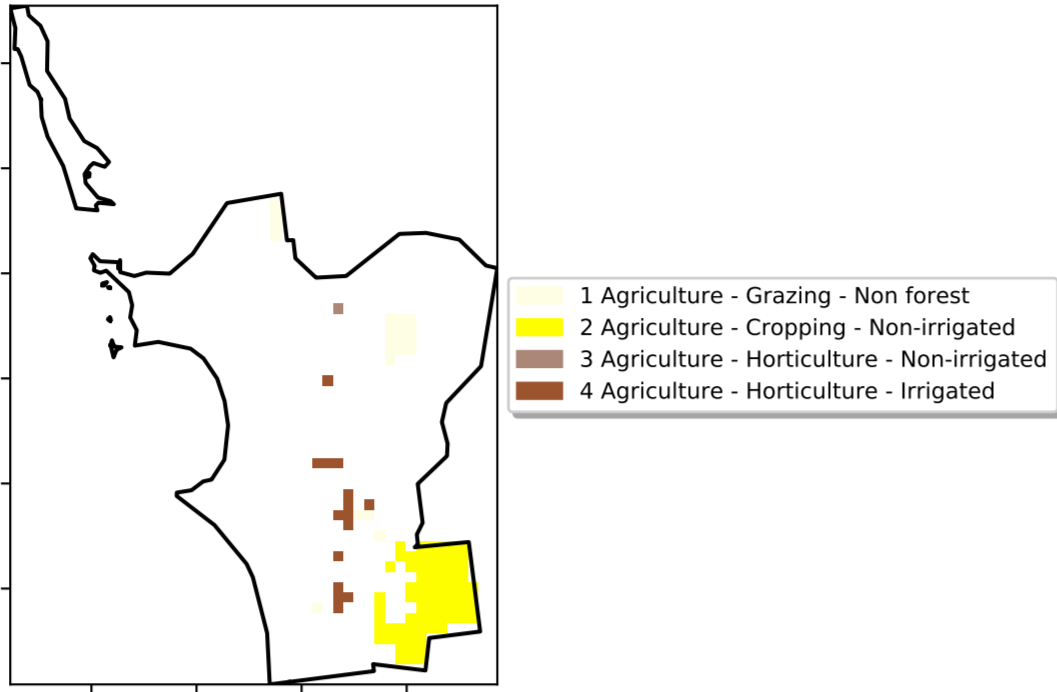 1 Agriculture - Grazing - Non forest
2 Agriculture - Cropping - Non-irrigated
3 Agriculture - Horticulture - Non-irrigated
4 Agriculture - Horticulture - Irrigated